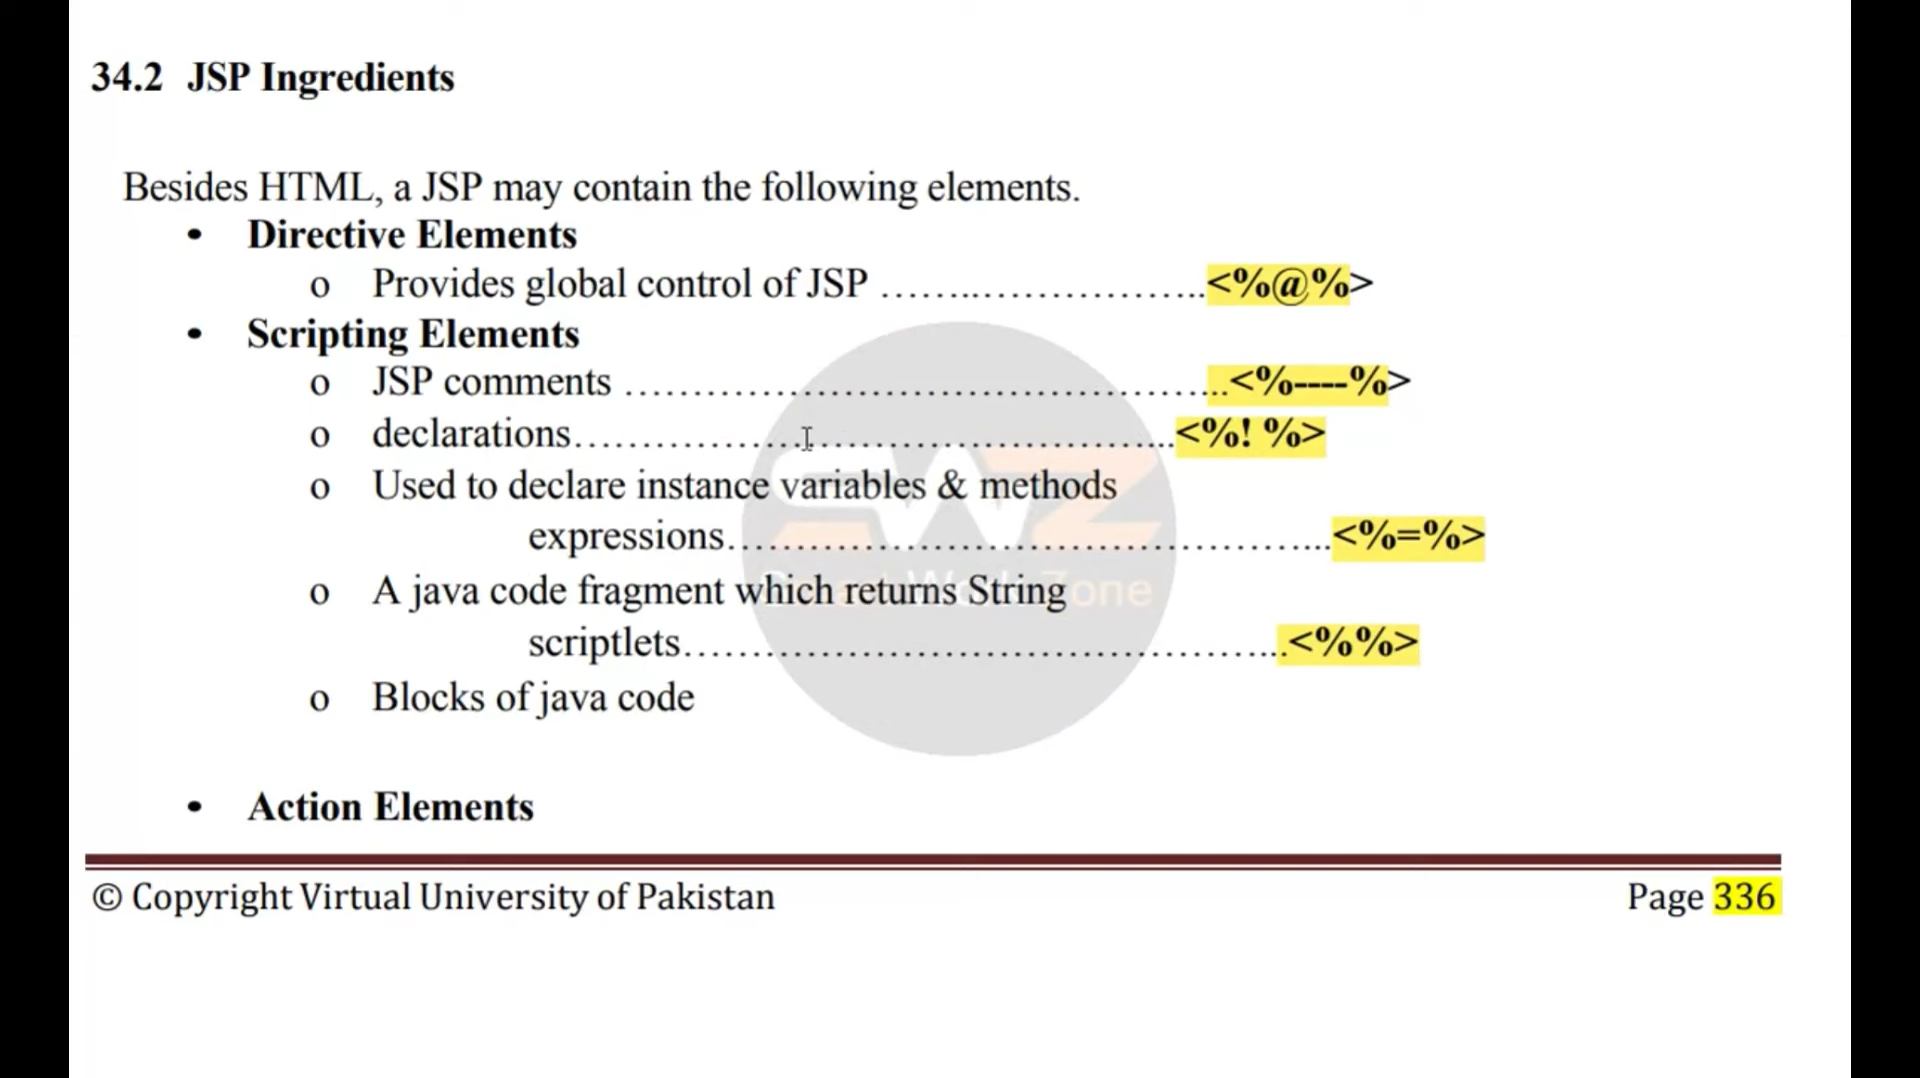 34.2 JSP Ingredients
Besides HTML, a JSP may contain the following elements.
• Directive Elements
o Provides global control of JSP ……..………………..<%@%>
• Scripting Elements
o JSP comments …………………………………………..<%----%>
o declarations…………………………………………..<%! %>
o Used to declare instance variables & methods
expressions…………………………………………..<%=%>
o A java code fragment which returns String
scriptlets…………………………………………..<%%>
o Blocks of java code
• Action Elements
© Copyright Virtual University of Pakistan Page 336